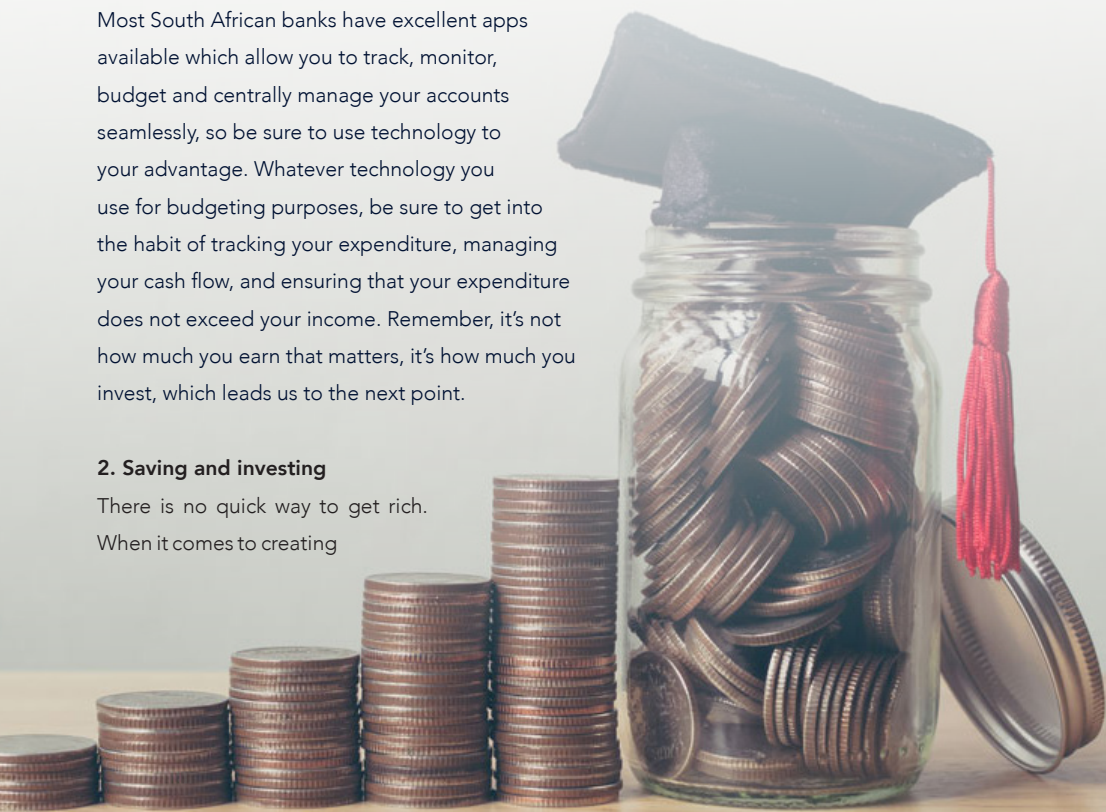 Most South African banks have excellent apps
available which allow you to track, monitor,
budget and centrally manage your accounts
seamlessly, so be sure to use technology to
your advantage. Whatever technology you
use for budgeting purposes, be sure to get into
the habit of tracking your expenditure, managing
your cash flow, and ensuring that your expenditure
does not exceed your income. Remember, it’s not
how much you earn that matters, it’s how much you
invest, which leads us to the next point.
2. Saving and investing
There is no quick way to get rich.
When it comes to creating